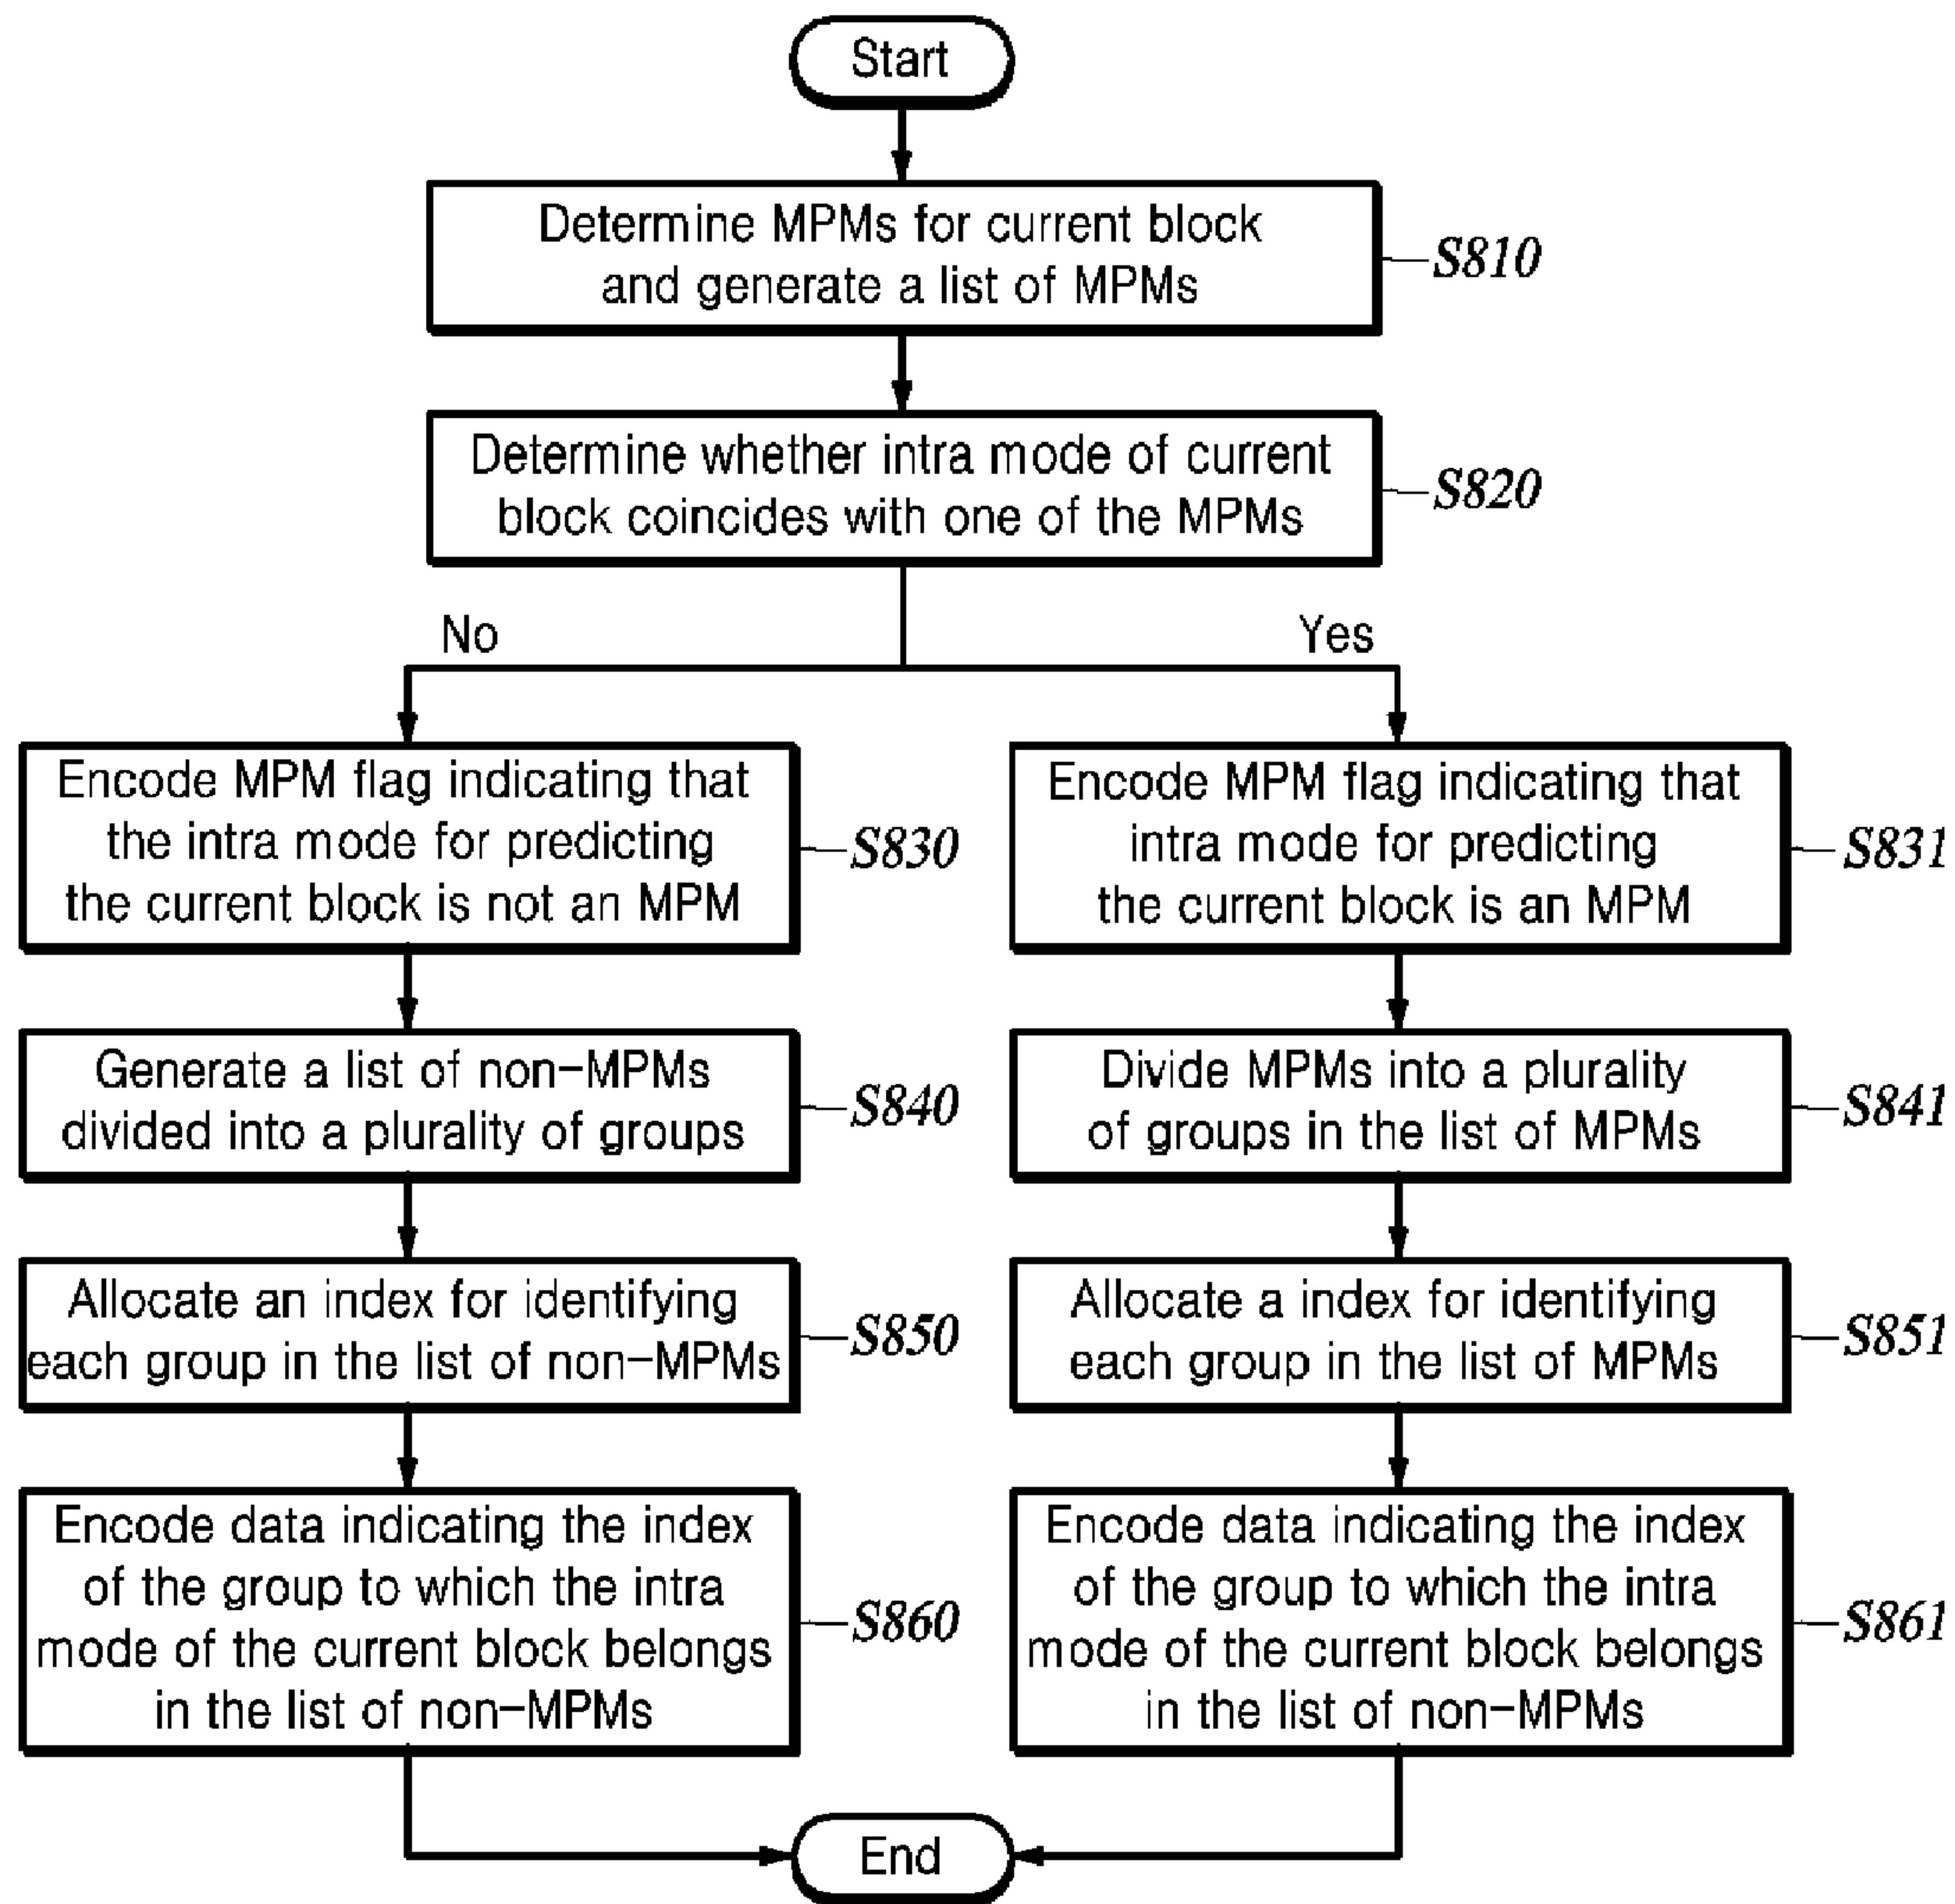 Start
Determine MPMs for current block
and generate a list of MPMs
S810
Determine whether intra mode of current
block coincides with one of the MPMs
S820
No
Yes
Encode MPM flag indicating that
the intra mode for predicting
the current block is not an MPM
S830
Encode MPM flag indicating that
intra mode for predicting
the current block is an MPM
S831
Generate a list of non-MPMs
divided into a plurality of groups
S840
Divide MPMs into a plurality
of groups in the list of MPMs
S841
Allocate an index for identifying
each group in the list of non-MPMs
S850
Allocate a index for identifying
each group in the list of MPMs
S851
Encode data indicating the index
of the group to which the intra
mode of the current block belongs
in the list of non-MPMs
S860
Encode data indicating the index
of the group to which the intra
mode of the current block belongs
in the list of non-MPMs
S861
End